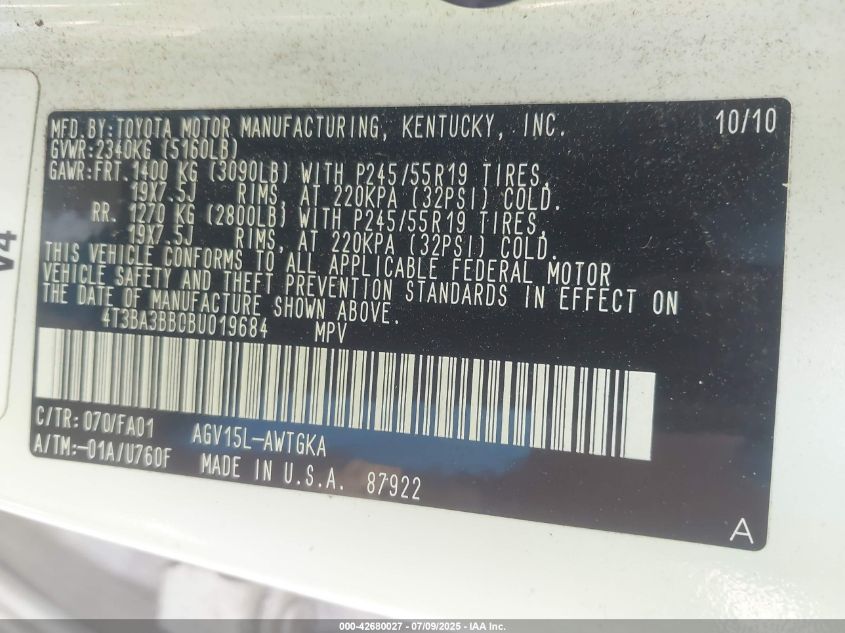 MFD.BY:TOYOTA MOTOR MANUFACTURING, KENTUCKY, INC. 10/10
GVWR:2340KG (5160LB)
GAWR:FRT.1400 KG (3090LB) WITH P245/55R19 TIRES,
19X7.5J RIMS, AT 220KPA (32PSI) COLD.
RR. 1270 KG (2800LB) WITH P245/55R19 TIRES,
19X7.5J RIMS, AT 220KPA (32PSI) COLD.
THIS VEHICLE CONFORMS TO ALL APPLICABLE FEDERAL MOTOR
VEHICLE SAFETY AND THEFT PREVENTION STANDARDS IN EFFECT ON
THE DATE OF MANUFACTURE SHOWN ABOVE.
4T3BA3BB0BU019684 MPV
C/TR:070/FA01 AGV15L-AWTGKA
A/TM:-01A/U760F MADE IN U.S.A. 87922
A
V4
000-42680027 | 07/09/2025 - IAA Inc.